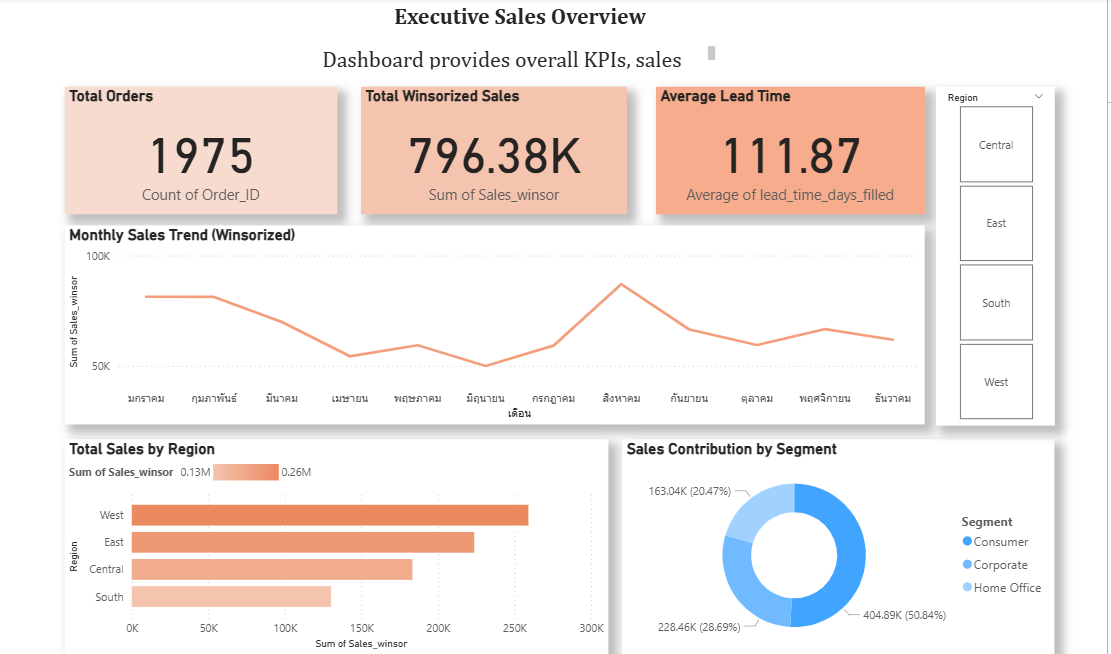 Executive Sales Overview
Dashboard provides overall KPIs, sales
Total Orders
1975
Count of Order_ID
Total Winsorized Sales
796.38K
Sum of Sales_winsor
Average Lead Time
111.87
Average of lead_time_days_filled
Region
Central
East
South
West
Monthly Sales Trend (Winsorized)
Sum of Sales_winsor
100K
50K
มกราคม กุมภาพันธ์ มีนาคม เมษายน พฤษภาคม มิถุนายน กรกฎาคม สิงหาคม กันยายน ตุลาคม พฤศจิกายน ธันวาคม
เดือน
Total Sales by Region
Sum of Sales_winsor 0.13M 0.26M
Region
West
East
Central
South
0K 50K 100K 150K 200K 250K 300K
Sum of Sales_winsor
Sales Contribution by Segment
163.04K (20.47%)
228.46K (28.69%)
404.89K (50.84%)
Segment
Consumer
Corporate
Home Office